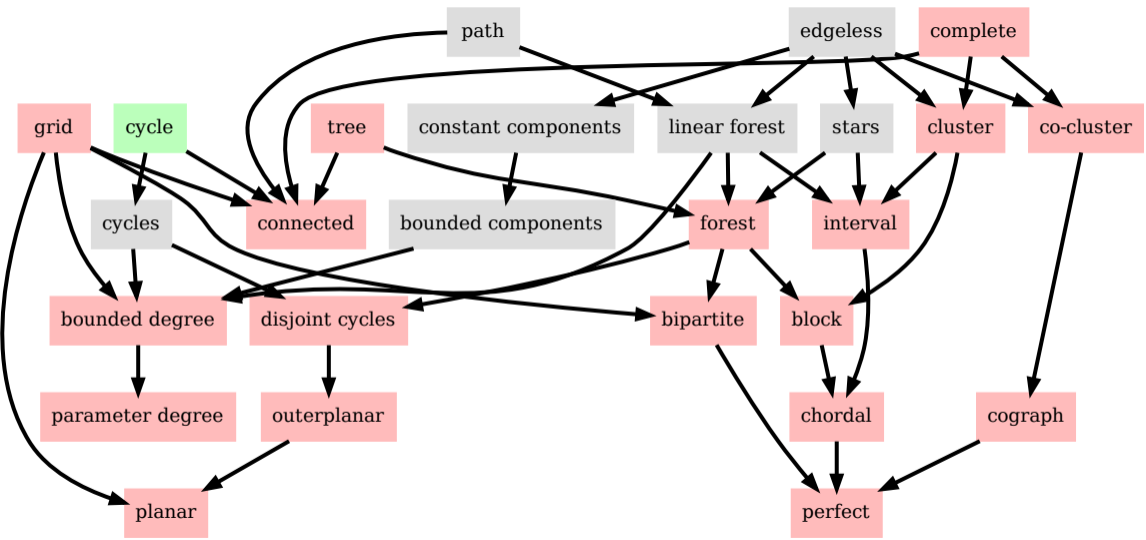 path
edgeless
complete
grid
cycle
tree
constant components
linear forest
stars
cluster
co-cluster
cycles
connected
bounded components
forest
interval
bounded degree
disjoint cycles
bipartite
block
parameter degree
outerplanar
chordal
cograph
planar
perfect